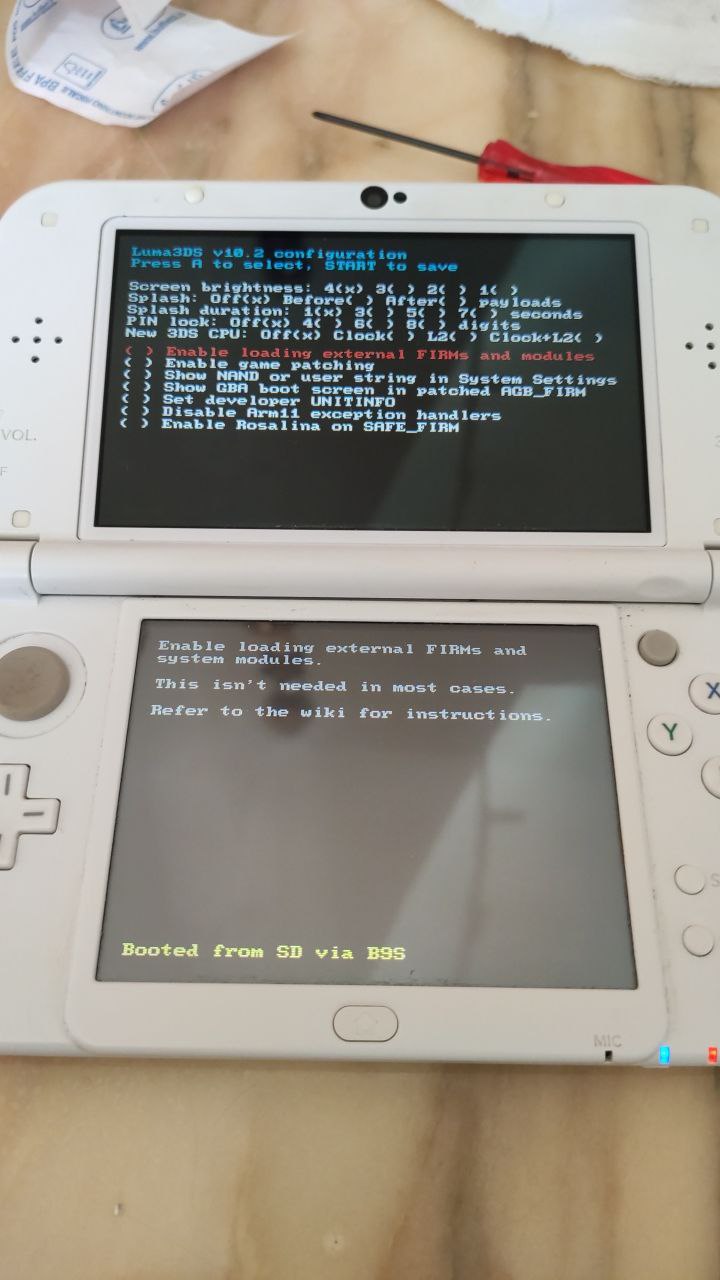 BPA FREE
Luma3DS v10.2 configuration
Press A to select, START to save
Screen brightness: 4(x) 3( ) 2( ) 1( )
Splash: Off(x) Before( ) After( ) payloads
Splash duration: 1(x) 3( ) 5( ) 7( ) seconds
PIN lock: Off(x) 4( ) 6( ) 8( ) digits
New 3DS CPU: Off(x) Clock( ) L2( ) Clock+L2( )
( ) Enable loading external FIRMs and modules
( ) Enable game patching
( ) Show NAND or user string in System Settings
( ) Show GBA boot screen in patched AGB_FIRM
( ) Set developer UNITINFO
( ) Disable Arm11 exception handlers
( ) Enable Rosalina on SAFE_FIRM
VOL.
F
3
Enable loading external FIRMs and
system modules.
This isn't needed in most cases.
Refer to the wiki for instructions.
Booted from SD via B9S
X
Y
S
MIC